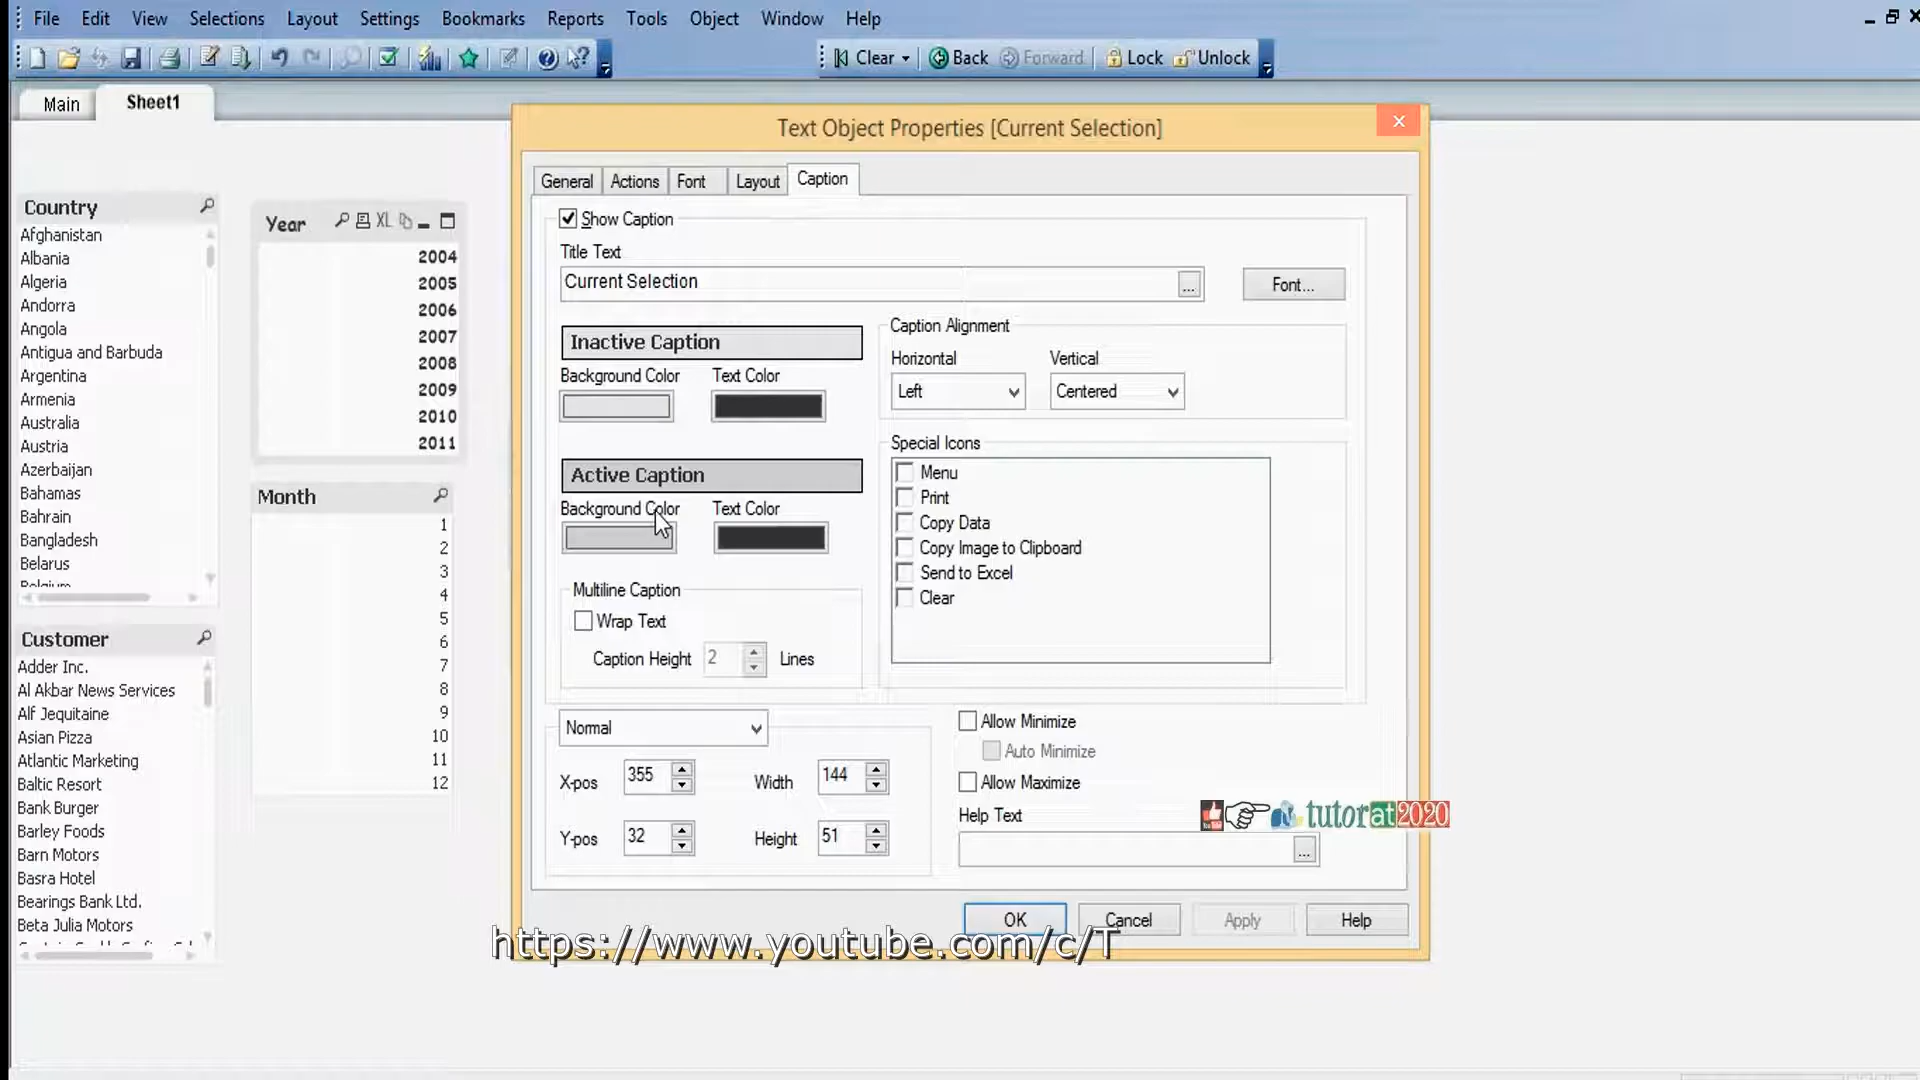 File Edit View Selections Layout Settings Bookmarks Reports Tools Object Window Help
Clear Back Forward Lock Unlock
Main Sheet1
Text Object Properties [Current Selection]
General Actions Font Layout Caption
Country
Afghanistan
Albania
Algeria
Andorra
Angola
Antigua and Barbuda
Argentina
Armenia
Australia
Austria
Azerbaijan
Bahamas
Bahrain
Bangladesh
Belarus
Belgium
Customer
Adder Inc.
Al Akbar News Services
Alf Jequitaine
Asian Pizza
Atlantic Marketing
Baltic Resort
Bank Burger
Barley Foods
Barn Motors
Basra Hotel
Bearings Bank Ltd.
Beta Julia Motors
Year XL
2004
2005
2006
2007
2008
2009
2010
2011
Month
1
2
3
4
5
6
7
8
9
10
11
12
Show Caption
Title Text
Current Selection ... Font...
Inactive Caption
Background Color Text Color
Active Caption
Background Color Text Color
Multiline Caption
Wrap Text
Caption Height 2 Lines
Caption Alignment
Horizontal Vertical
Left Centered
Special Icons
Menu
Print
Copy Data
Copy Image to Clipboard
Send to Excel
Clear
Normal
X-pos 355 Width 144
Y-pos 32 Height 51
Allow Minimize
Auto Minimize
Allow Maximize
Help Text
...
tutorat2020
OK Cancel Apply Help
https://www.youtube.com/c/T